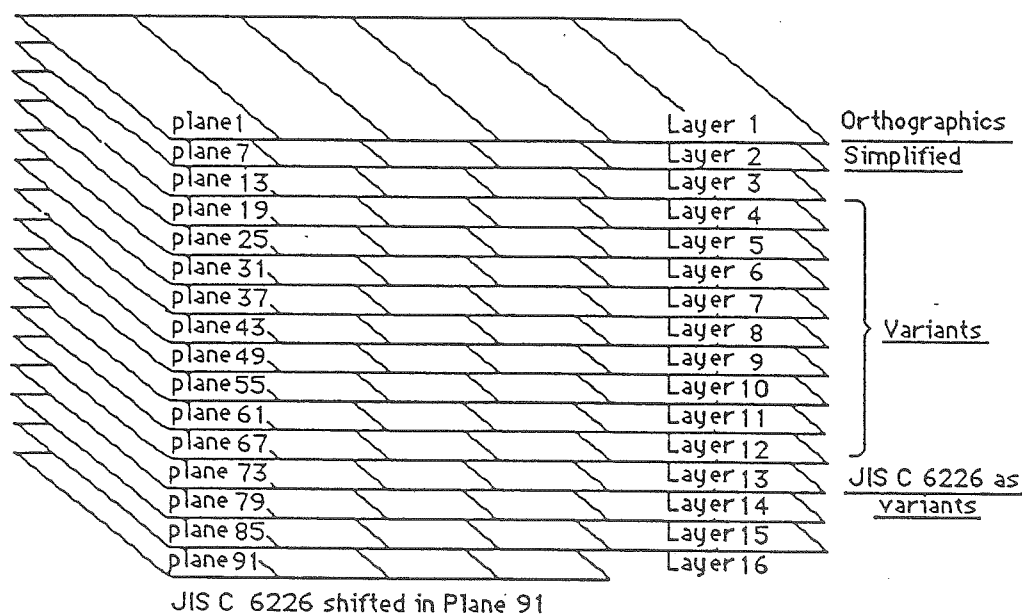 plane1 Layer 1 Orthographics
plane 7 Layer 2 Simplified
plane 13 Layer 3
plane 19 Layer 4
plane 25 Layer 5
plane 31 Layer 6
plane 37 Layer 7
plane 43 Layer 8 Variants
plane 49 Layer 9
plane 55 Layer 10
plane 61 Layer 11
plane 67 Layer 12
plane 73 Layer 13 JIS C 6226 as
plane 79 Layer 14 variants
plane 85 Layer 15
plane 91 Layer 16
JIS C 6226 shifted in Plane 91